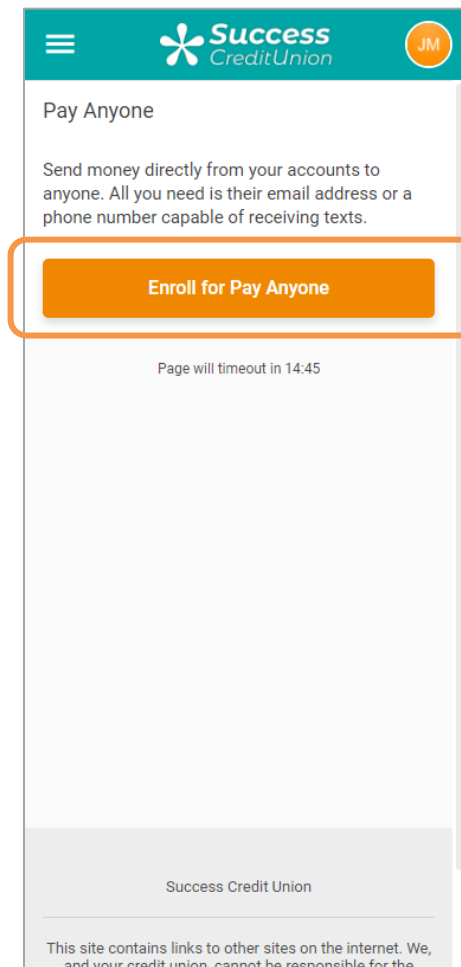 Success
CreditUnion
JM
Pay Anyone
Send money directly from your accounts to
anyone. All you need is their email address or a
phone number capable of receiving texts.
Enroll for Pay Anyone
Page will timeout in 14:45
Success Credit Union
This site contains links to other sites on the internet. We,
and your credit union, cannot be responsible for the